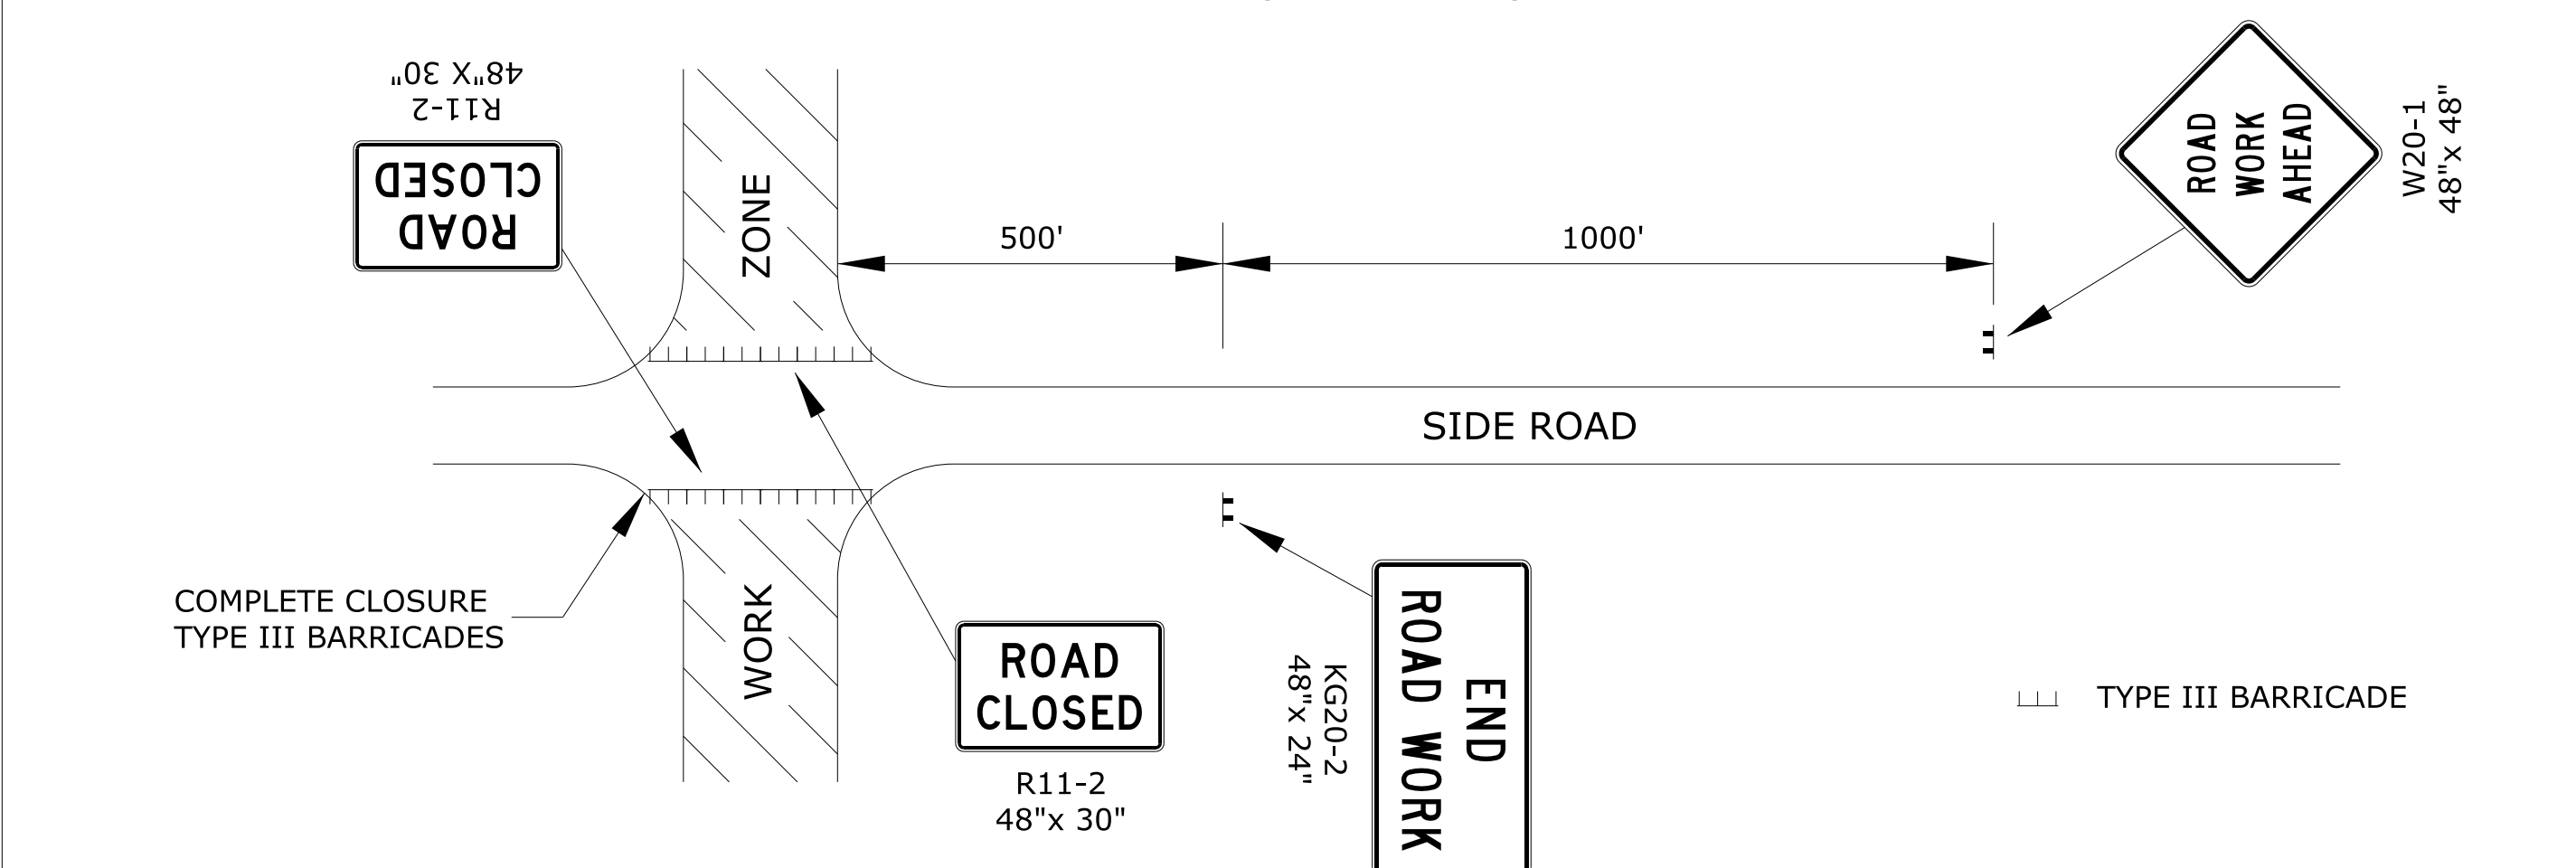 48"X 30"
R11-2
ROAD
CLOSED
ZONE
500'
1000'
ROAD
WORK
AHEAD
W20-1
48"x 48"
SIDE ROAD
COMPLETE CLOSURE
TYPE III BARRICADES
WORK
ROAD
CLOSED
R11-2
48"x 30"
KG20-2
48"x 24"
END
ROAD WORK
TYPE III BARRICADE